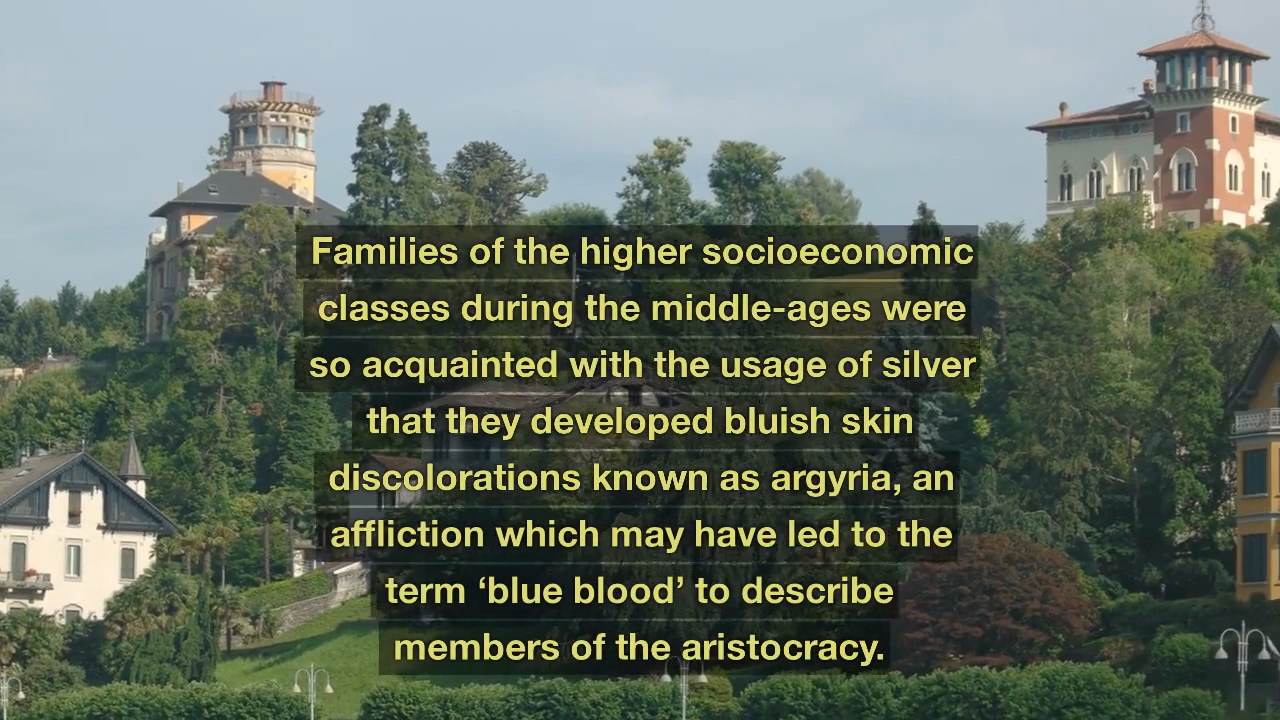 Families of the higher socioeconomic
classes during the middle-ages were
so acquainted with the usage of silver
that they developed bluish skin
discolorations known as argyria, an
affliction which may have led to the
term ‘blue blood’ to describe
members of the aristocracy.